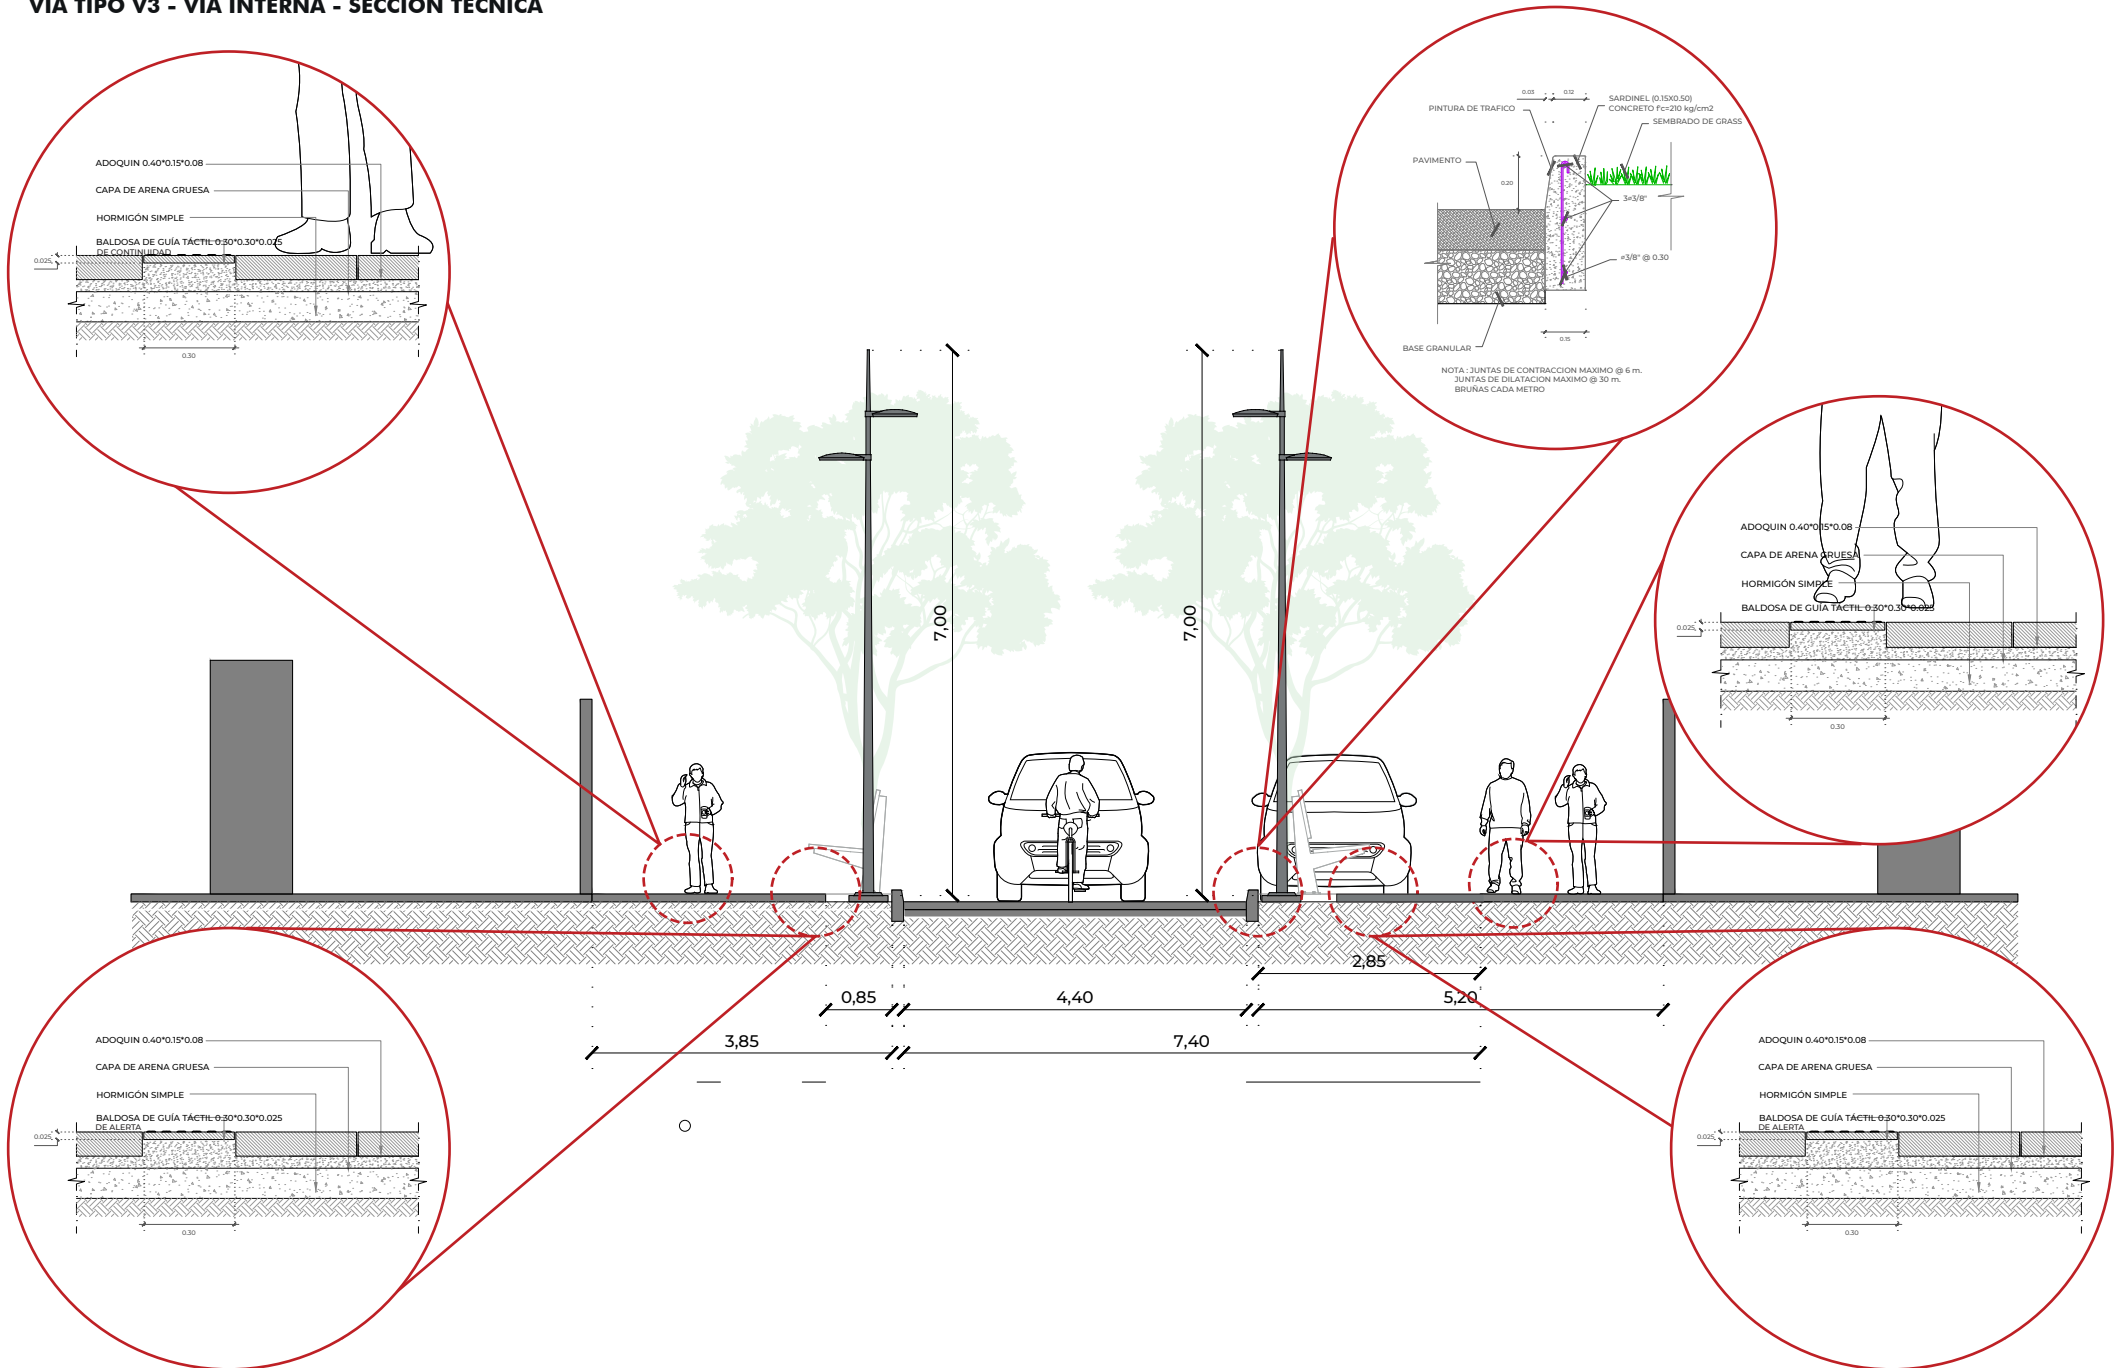 VIA TIPO V3 - VIA INTERNA - SECCIÓN TÉCNICA
ADOQUIN 0.40*0.15*0.08
CAPA DE ARENA GRUESA
HORMIGÓN SIMPLE
BALDOSA DE GUÍA TÁCTIL 0.30*0.30*0.025
DE CONTINUIDAD
0.025
0.30
0.03
0.12
PINTURA DE TRAFICO
SARDINEL (0.15X0.50)
CONCRETO f'c=210 kg/cm2
SEMBRADO DE GRASS
PAVIMENTO
0.20
3ø3/8"
ø3/8" @ 0.30
0.15
BASE GRANULAR
NOTA : JUNTAS DE CONTRACCION MAXIMO @ 6 m.
JUNTAS DE DILATACION MAXIMO @ 30 m.
BRUÑAS CADA METRO
ADOQUIN 0.40*0.15*0.08
CAPA DE ARENA GRUESA
HORMIGÓN SIMPLE
BALDOSA DE GUÍA TÁCTIL 0.30*0.30*0.025
0.025
0.30
7,00
7,00
2,85
0,85
4,40
5,20
3,85
7,40
ADOQUIN 0.40*0.15*0.08
CAPA DE ARENA GRUESA
HORMIGÓN SIMPLE
BALDOSA DE GUÍA TÁCTIL 0.30*0.30*0.025
DE ALERTA
0.025
0.30
ADOQUIN 0.40*0.15*0.08
CAPA DE ARENA GRUESA
HORMIGÓN SIMPLE
BALDOSA DE GUÍA TÁCTIL 0.30*0.30*0.025
DE ALERTA
0.025
0.30